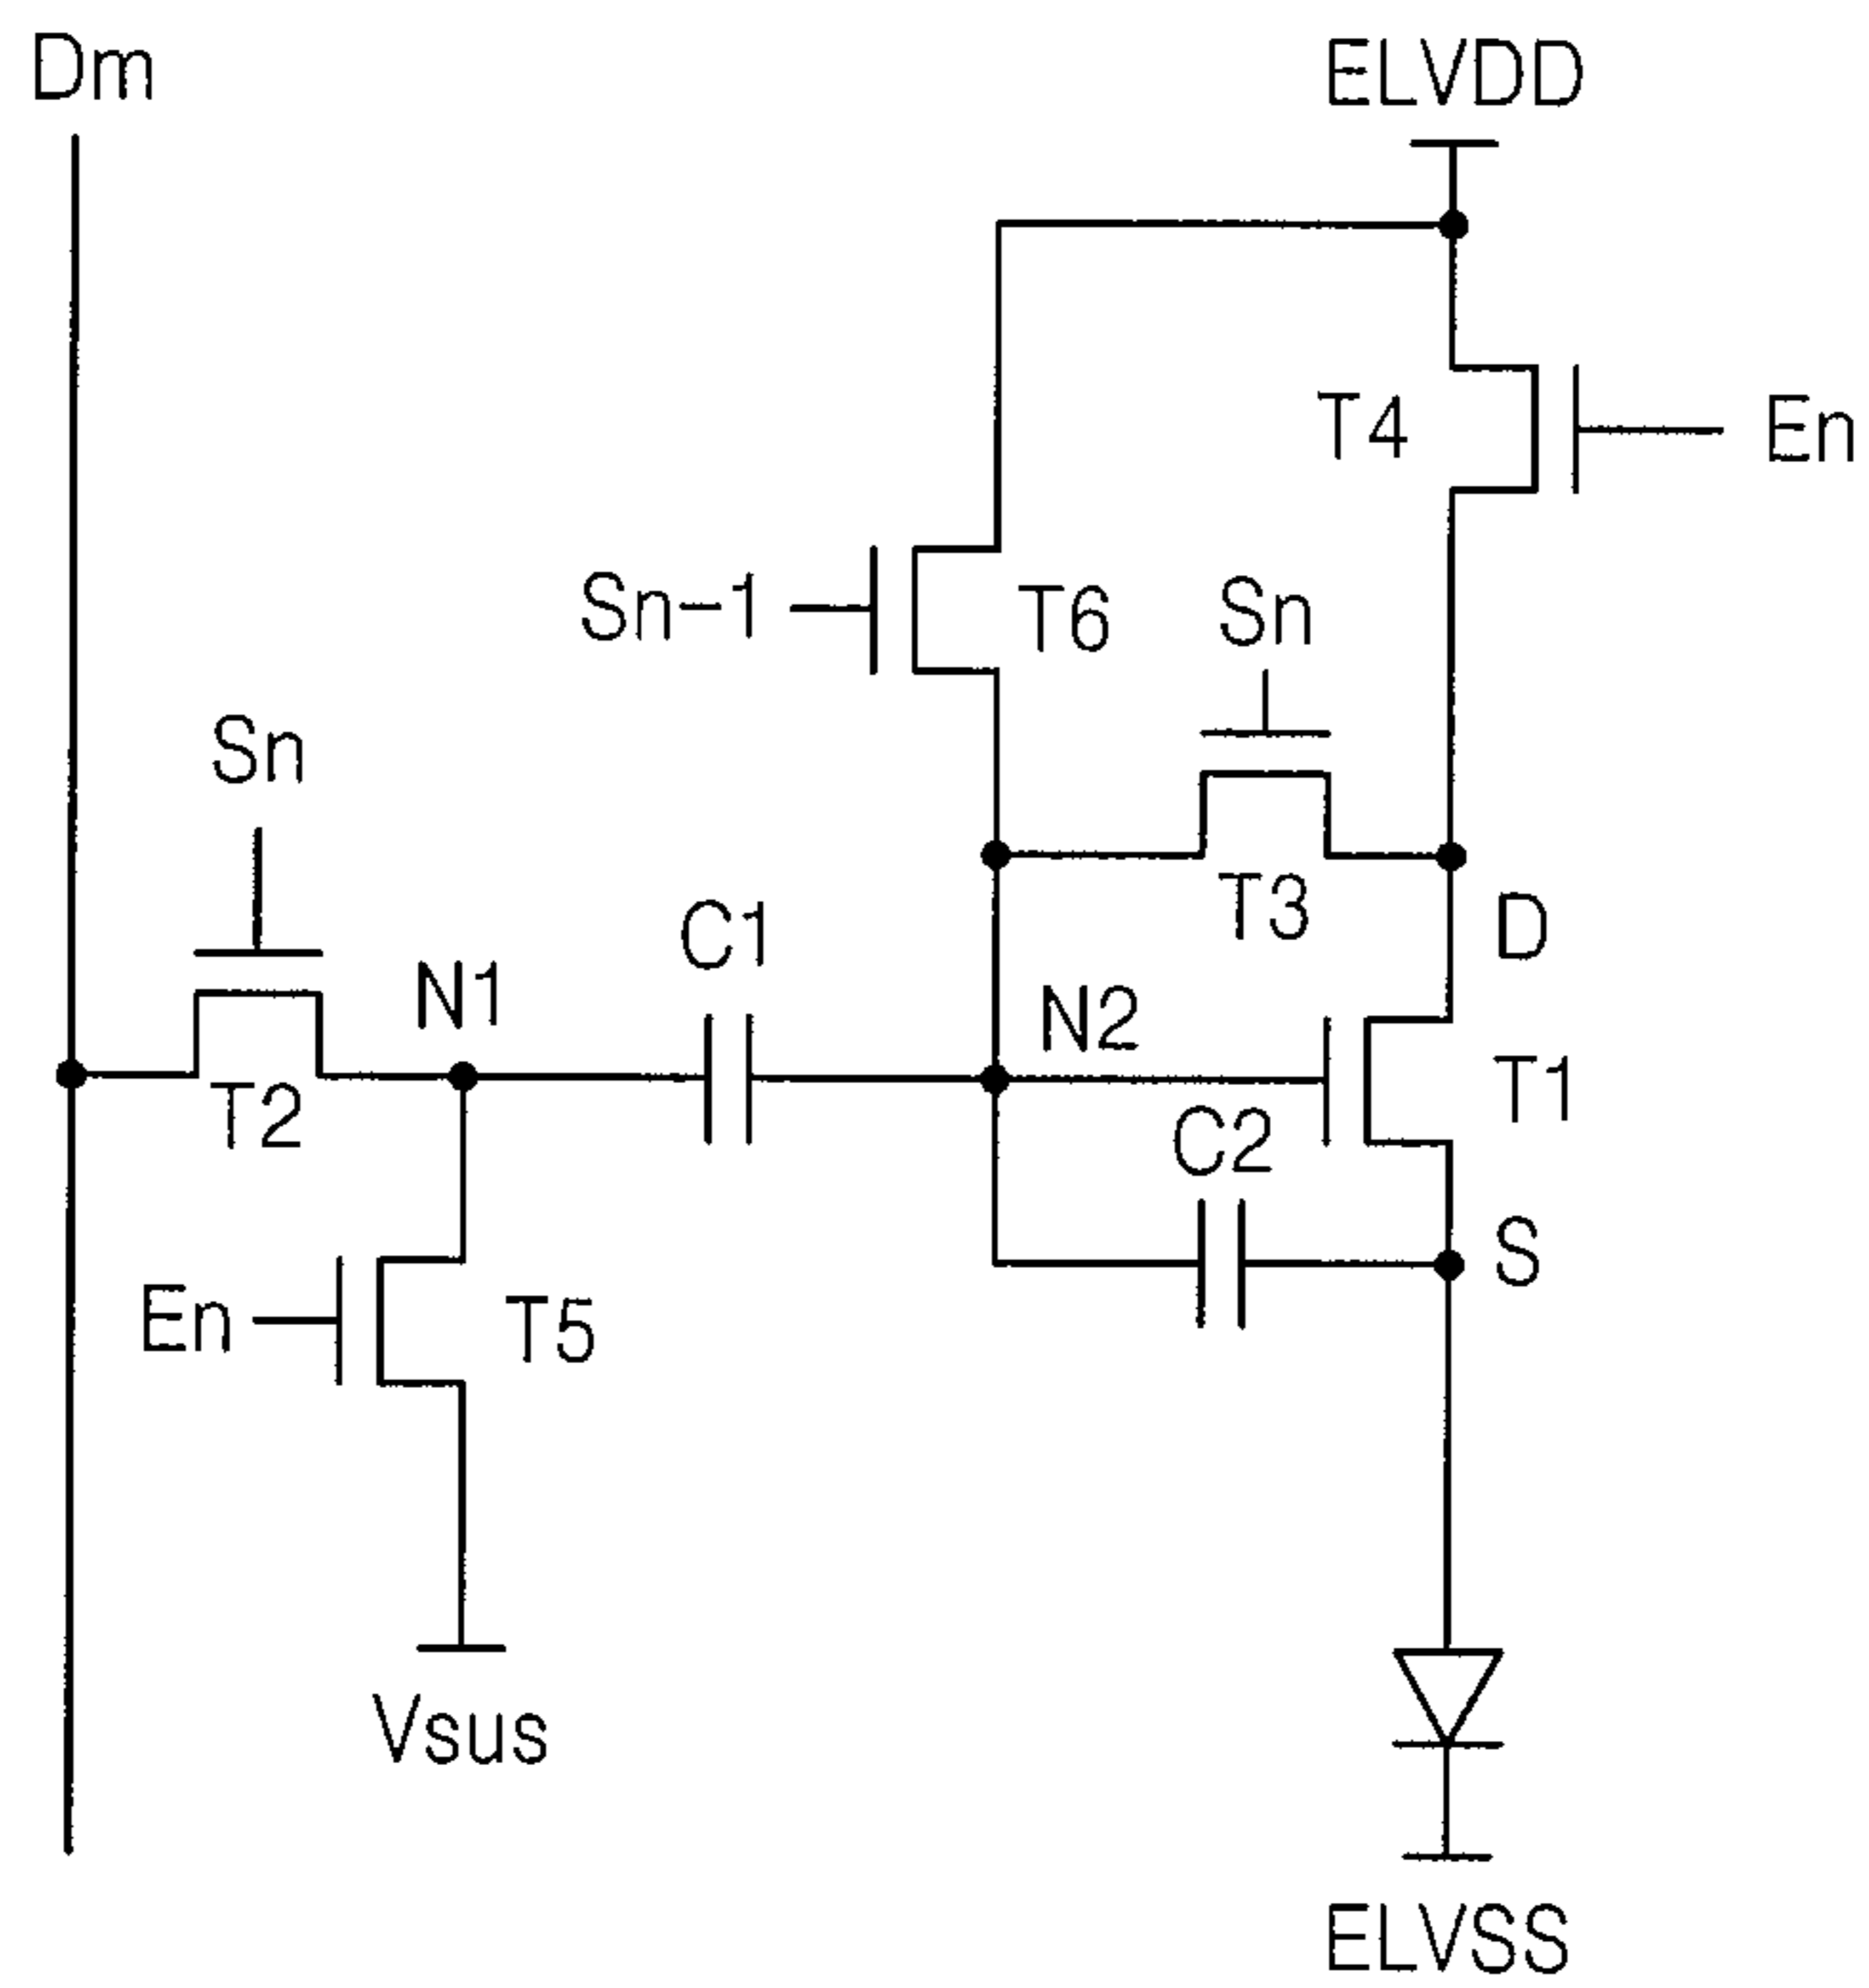 Dm
ELVDD
T4
En
Sn-1
T6
Sn
Sn
T3
D
C1
N1
N2
T1
T2
C2
S
En
T5
Vsus
ELVSS